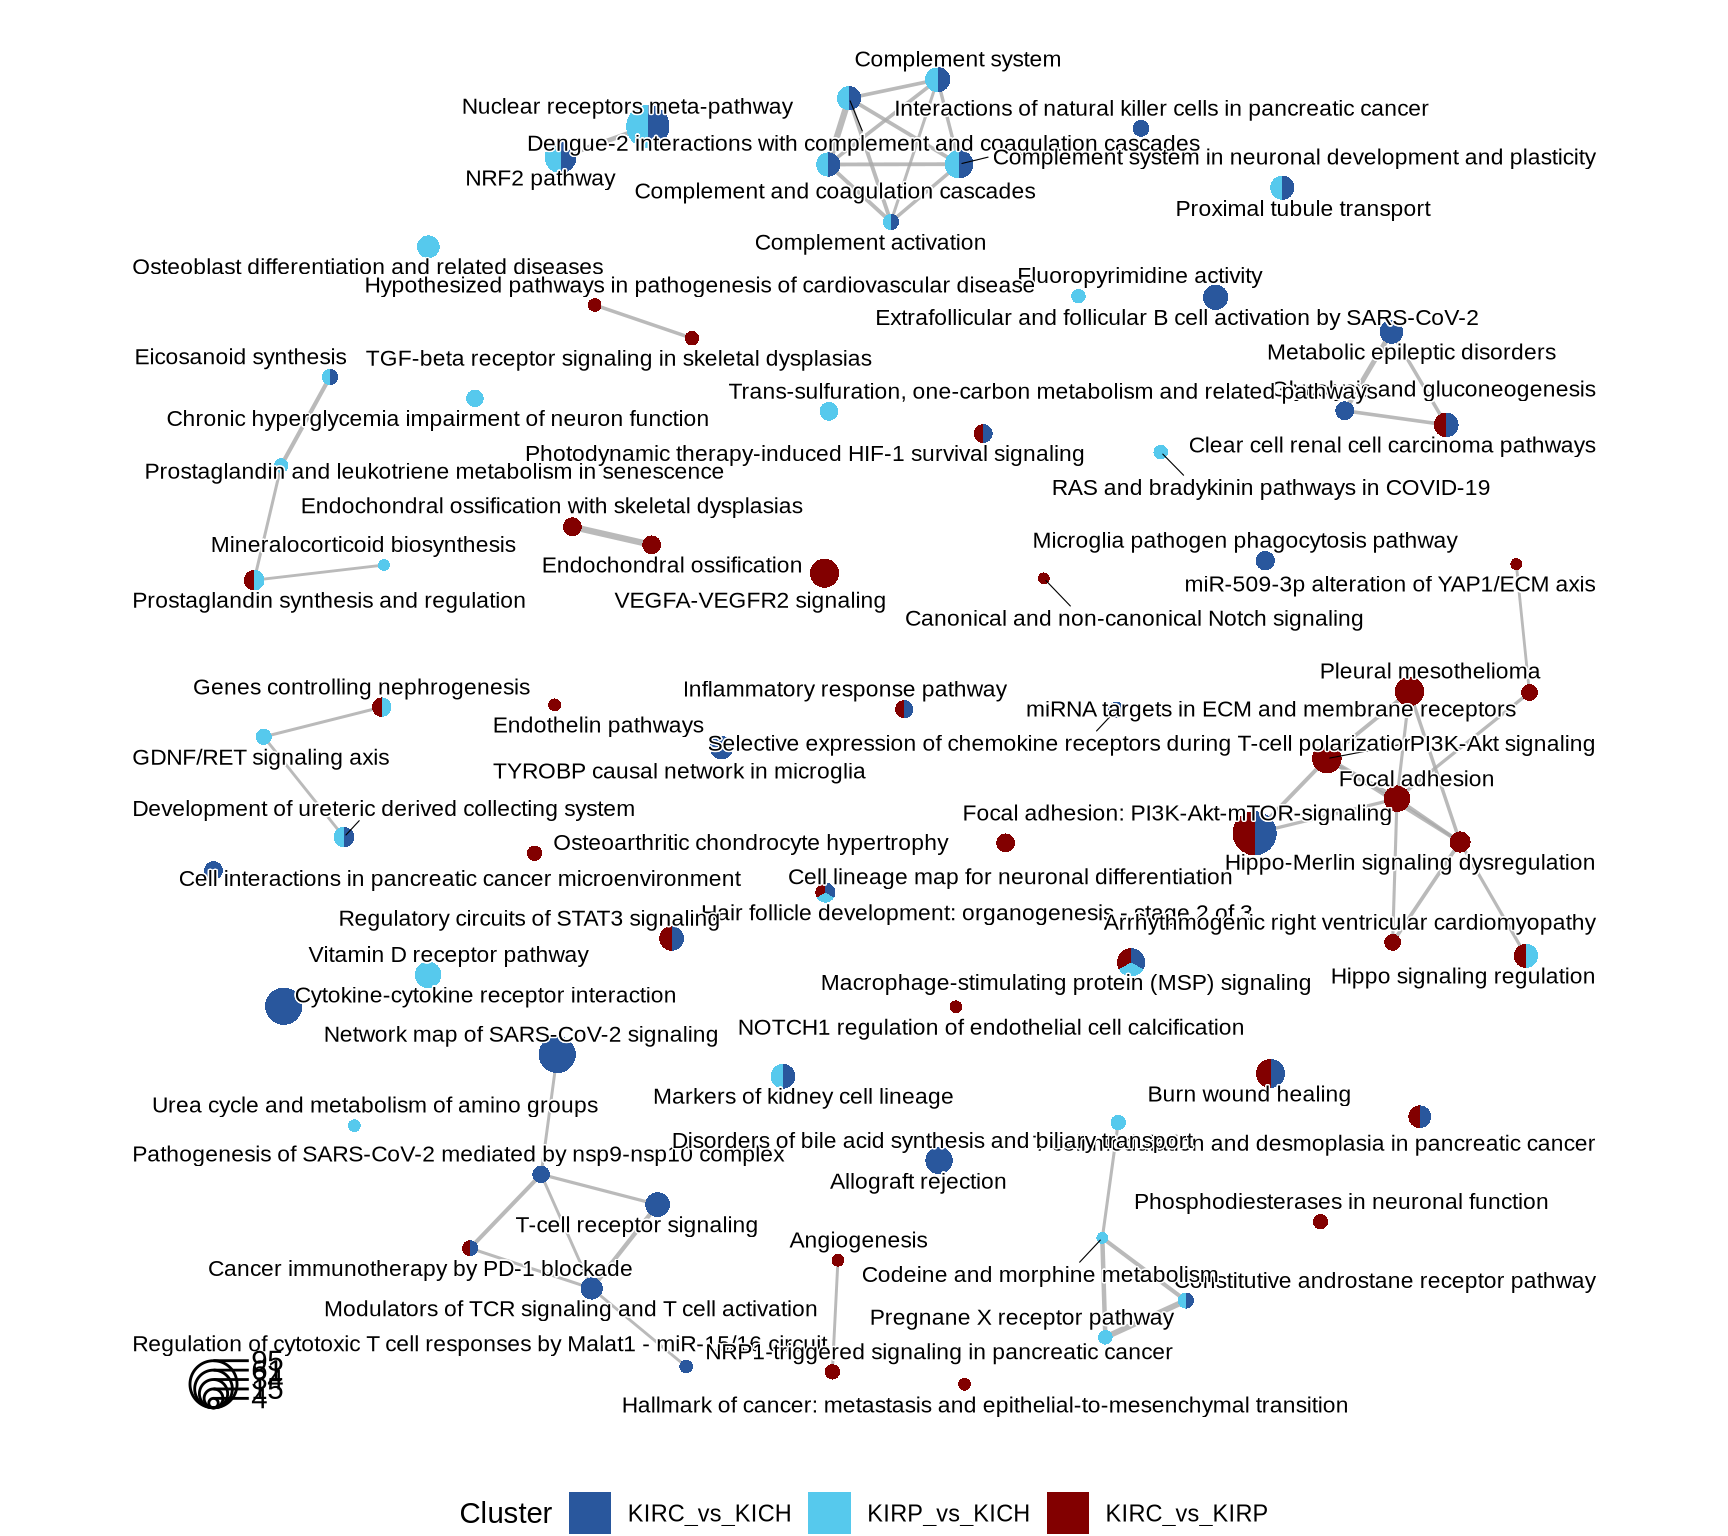 Complement system
Nuclear receptors meta-pathway
Interactions of natural killer cells in pancreatic cancer
Dengue-2 interactions with complement and coagulation cascades
Complement system in neuronal development and plasticity
NRF2 pathway
Complement and coagulation cascades
Proximal tubule transport
Complement activation
Osteoblast differentiation and related diseases
Fluoropyrimidine activity
Hypothesized pathways in pathogenesis of cardiovascular disease
Extrafollicular and follicular B cell activation by SARS-CoV-2
Eicosanoid synthesis
TGF-beta receptor signaling in skeletal dysplasias
Metabolic epileptic disorders
Trans-sulfuration, one-carbon metabolism and related pathways
and gluconeogenesis
Chronic hyperglycemia impairment of neuron function
Clear cell renal cell carcinoma pathways
Photodynamic therapy-induced HIF-1 survival signaling
Prostaglandin and leukotriene metabolism in senescence
RAS and bradykinin pathways in COVID-19
Endochondral ossification with skeletal dysplasias
Microglia pathogen phagocytosis pathway
Mineralocorticoid biosynthesis
Endochondral ossification
miR-509-3p alteration of YAP1/ECM axis
Prostaglandin synthesis and regulation
VEGFA-VEGFR2 signaling
Canonical and non-canonical Notch signaling
Pleural mesothelioma
Genes controlling nephrogenesis
Inflammatory response pathway
miRNA targets in ECM and membrane receptors
Endothelin pathways
Selective expression of chemokine receptors during T-cell polarization
PI3K-Akt signaling
GDNF/RET signaling axis
TYROBP causal network in microglia
Focal adhesion
Development of ureteric derived collecting system
Focal adhesion: PI3K-Akt-mTOR-signaling
Osteoarthritic chondrocyte hypertrophy
Hippo-Merlin signaling dysregulation
Cell interactions in pancreatic cancer microenvironment
Cell lineage map for neuronal differentiation
Hair follicle development: organogenesis - stage 2 of 3
Regulatory circuits of STAT3 signaling
Arrhythmogenic right ventricular cardiomyopathy
Vitamin D receptor pathway
Macrophage-stimulating protein (MSP) signaling
Hippo signaling regulation
Cytokine-cytokine receptor interaction
NOTCH1 regulation of endothelial cell calcification
Network map of SARS-CoV-2 signaling
Markers of kidney cell lineage
Burn wound healing
Urea cycle and metabolism of amino groups
Disorders of bile acid synthesis and biliary transport
and desmoplasia in pancreatic cancer
Pathogenesis of SARS-CoV-2 mediated by nsp9-nsp10 complex
Allograft rejection
Phosphodiesterases in neuronal function
T-cell receptor signaling
Angiogenesis
Cancer immunotherapy by PD-1 blockade
Codeine and morphine metabolism
Constitutive androstane receptor pathway
Modulators of TCR signaling and T cell activation
Pregnane X receptor pathway
Regulation of cytotoxic T cell responses by Malat1 - miR-15/16 circuit
NRP1-triggered signaling in pancreatic cancer
95
61
34
15
4
Hallmark of cancer: metastasis and epithelial-to-mesenchymal transition
Cluster KIRC_vs_KICH KIRP_vs_KICH KIRC_vs_KIRP